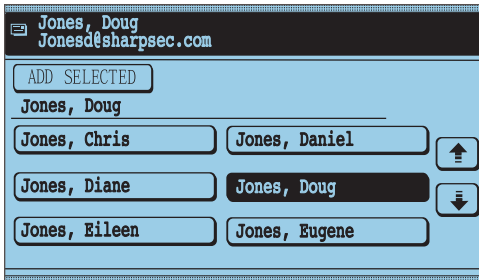 Jones, Doug
Jonesd@sharpsec.com
ADD SELECTED
Jones, Doug
Jones, Chris
Jones, Daniel
Jones, Diane
Jones, Doug
Jones, Eileen
Jones, Eugene